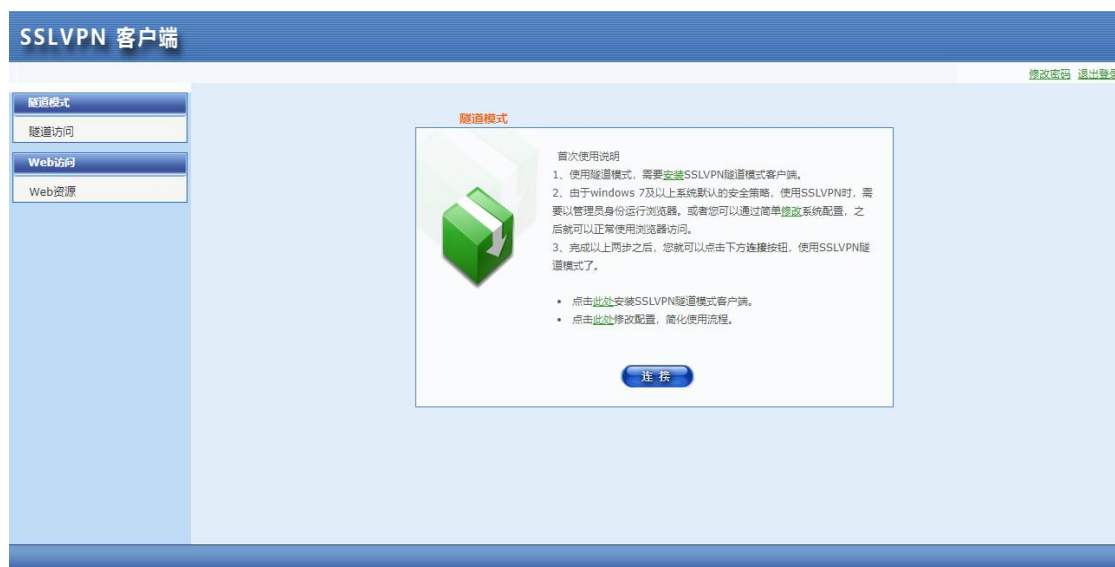 SSLVPN 客户端
修改密码 退出登录
隧道模式
隧道访问
Web访问
Web资源
隧道模式
首次使用说明
1、使用隧道模式，需要安装SSLVPN隧道模式客户端。
2、由于windows 7及以上系统默认的安全策略，使用SSLVPN时，需
要以管理员身份运行浏览器。或者您可以通过简单修改系统配置，之
后就可以正常使用浏览器访问。
3、完成以上两步之后，您就可以点击下方连接按钮，使用SSLVPN隧
道模式了。
• 点击此处安装SSLVPN隧道模式客户端。
• 点击此处修改配置，简化使用流程。
连 接